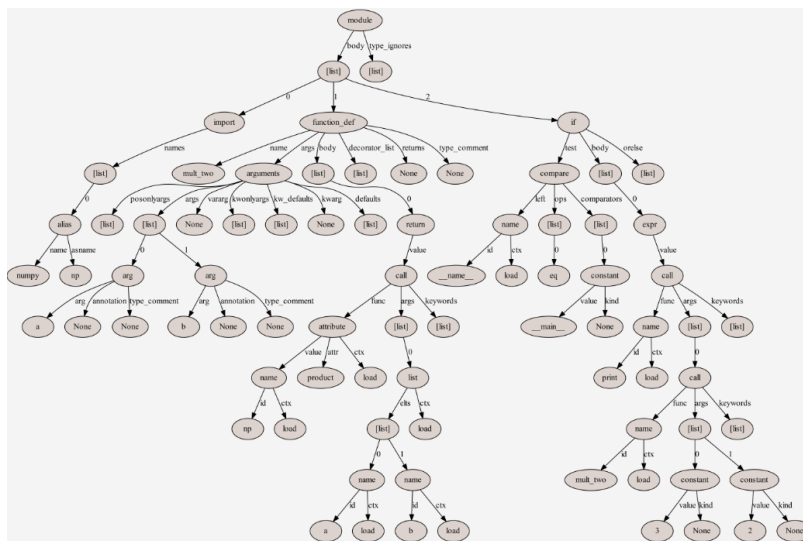 module
body type_ignores
[list] [list]
0 1 2
import function_def if
names name args body decorator_list returns type_comment test body orelse
[list] mult_two arguments [list] [list] None None compare [list] [list]
0 posonlyargs args vararg kwonlyargs kw_defaults kwarg defaults 0 left ops comparators 0
alias [list] [list] None [list] [list] None [list] return name [list] [list] expr
name asname 0 1 value id ctx 0 0 value
numpy np arg arg call __name__ load eq constant call
arg annotation type_comment arg annotation type_comment func args keywords value kind func args keywords
a None None b None None attribute [list] [list] __main__ None name [list] [list]
value attr ctx 0 id ctx 0
name product load list print load call
id ctx elts ctx func args keywords
np load [list] load name [list] [list]
0 1 id ctx 0 1
name name mult_two load constant constant
id ctx id ctx value kind value kind
a load b load 3 None 2 None